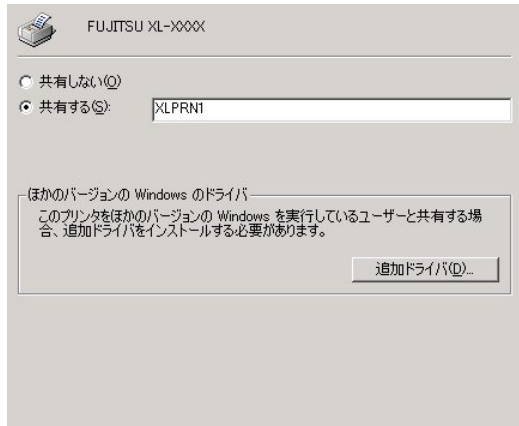 FUJITSU XL-XXXX
共有しない(O)
共有する(S): XLPRN1
ほかのバージョンの Windows のドライバ
このプリンタをほかのバージョンの Windows を実行しているユーザーと共有する場
合、追加ドライバをインストールする必要があります。
追加ドライバ(D)...